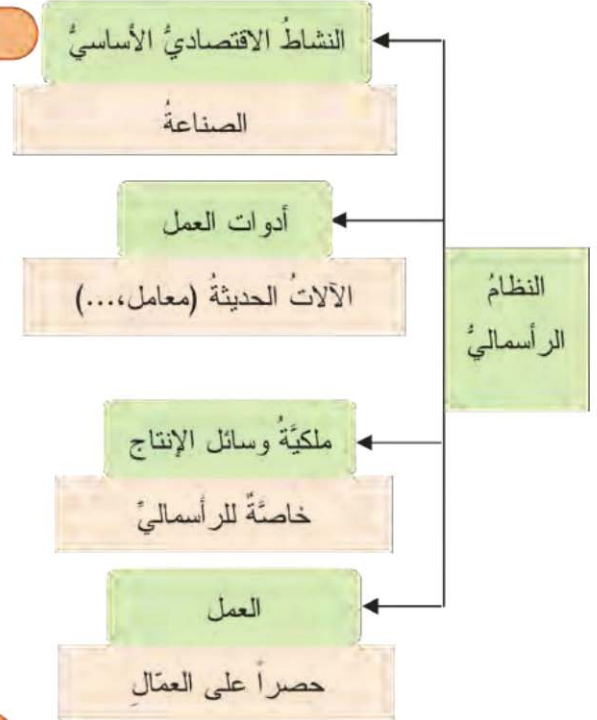 النشاطُ الاقتصاديُّ الأساسيُّ
الصناعةُ
أدوات العمل
الآلاتُ الحديثةُ (معامل،...)
النظامُ
الرأسماليُّ
ملكيَّةُ وسائل الإنتاج
خاصَّةٌ للرأسماليِّ
العمل
حصراً على العمّالِ